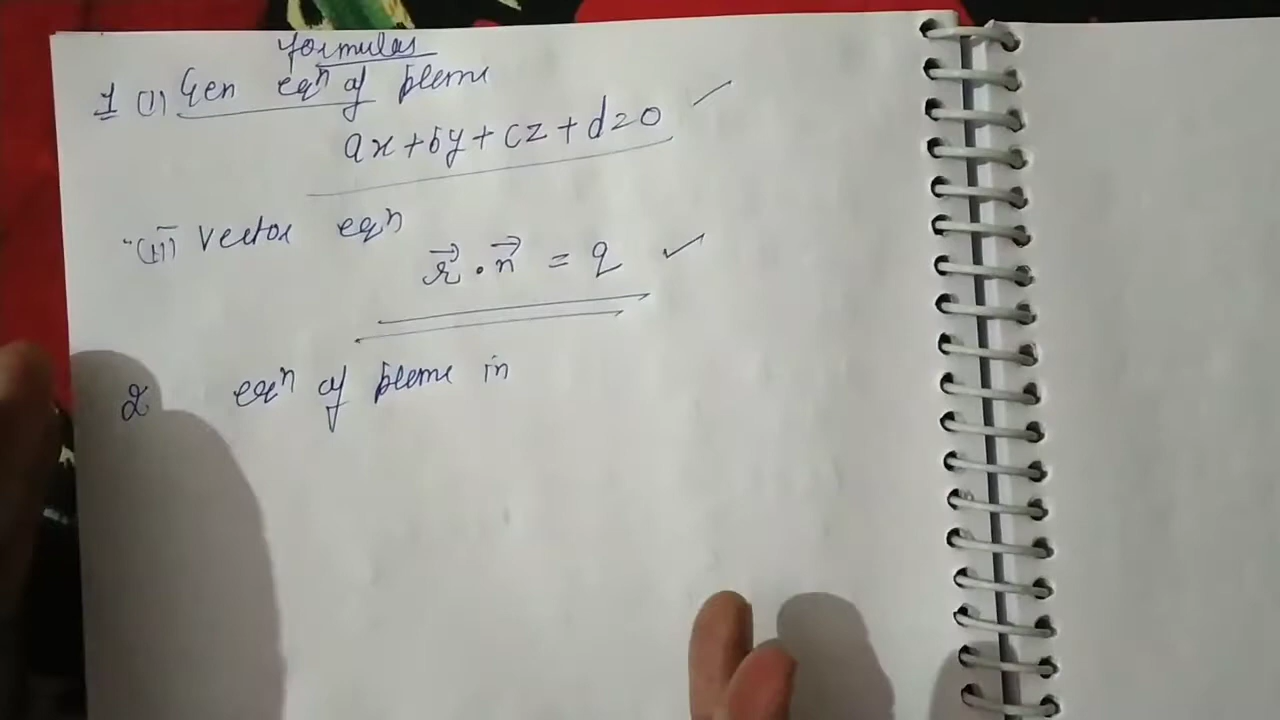 formulas
1 (i) Gen eqⁿ of plane
ax+by+cz+d=0
(ii) Vector eqⁿ
r⃗ . n⃗ = q
2 eqⁿ of plane in